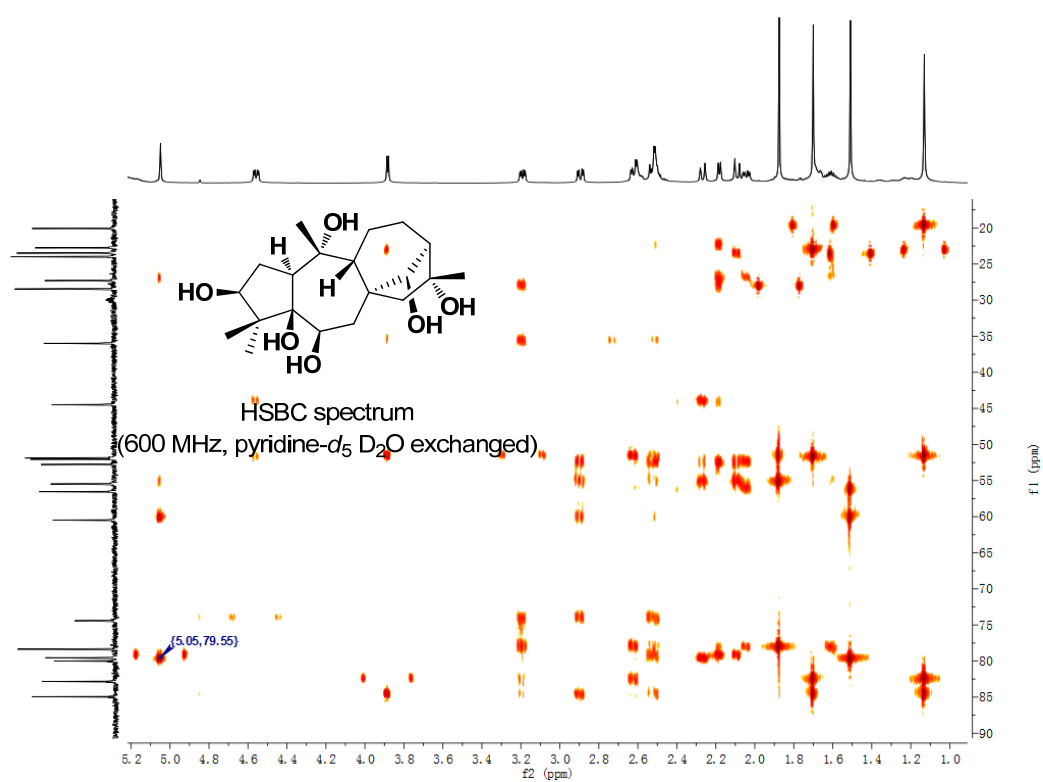 OH
H
HO
H
OH
HO
OH
HO
HSBC spectrum
(600 MHz, pyridine-d5 D2O exchanged)
{5.05,79.55}
20
25
30
35
40
45
50
55
60
65
70
75
80
85
90
f1 (ppm)
5.2 5.0 4.8 4.6 4.4 4.2 4.0 3.8 3.6 3.4 3.2 3.0 2.8 2.6 2.4 2.2 2.0 1.8 1.6 1.4 1.2 1.0
f2 (ppm)